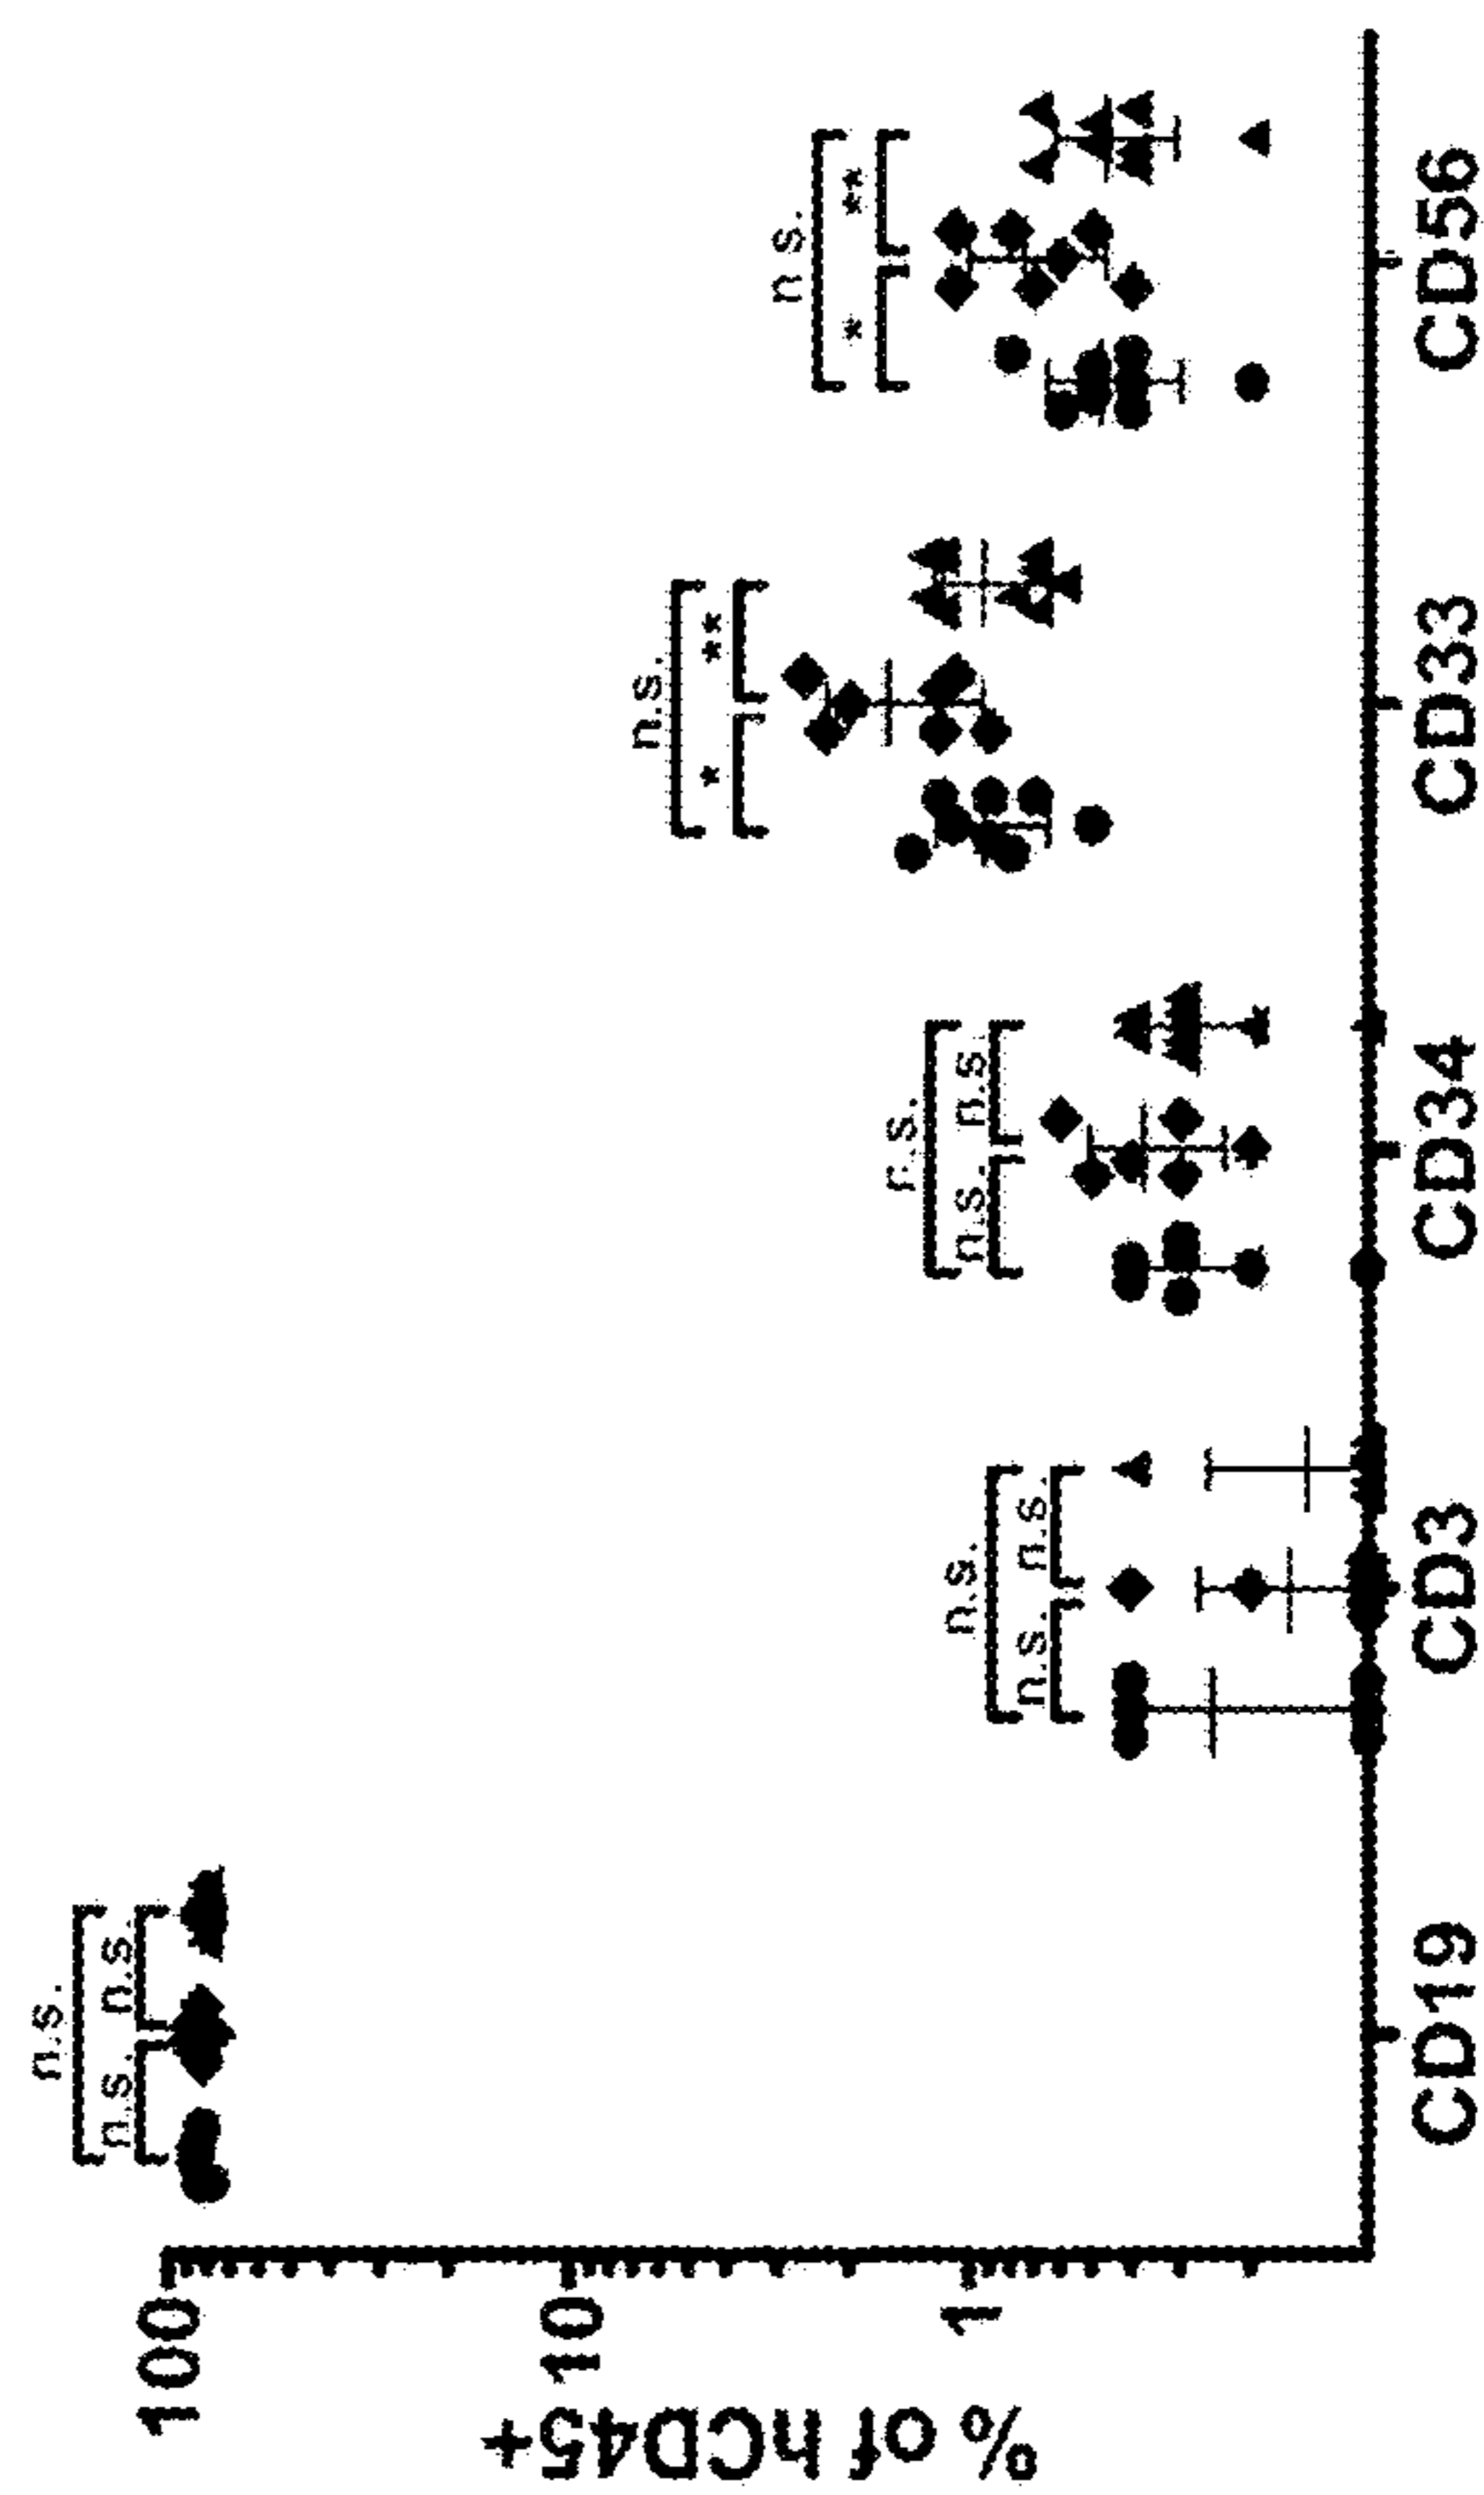 % of hCD45+
100
10
1
n.s.
n.s. n.s.
n.s.
n.s. n.s.
n.s.
n.s. n.s.
n.s.
* **
n.s.
* **
CD19 CD3 CD34 CD33 CD56